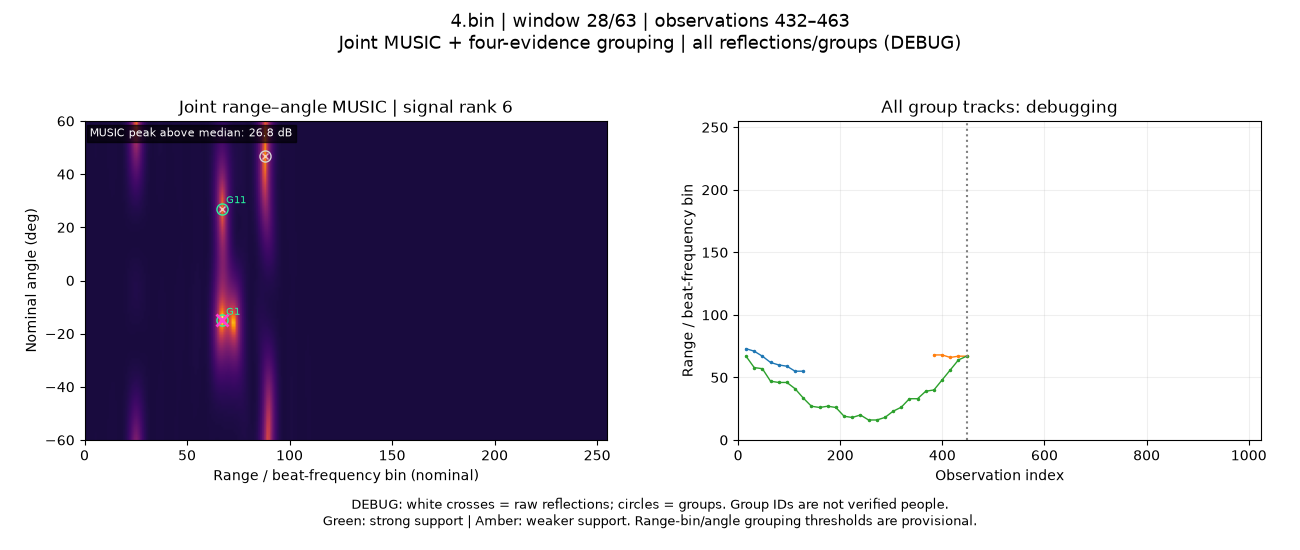 4.bin | window 28/63 | observations 432–463
Joint MUSIC + four-evidence grouping | all reflections/groups (DEBUG)
Joint range–angle MUSIC | signal rank 6
MUSIC peak above median: 26.8 dB
G11
G1
60
40
20
0
−20
−40
−60
Nominal angle (deg)
0
50
100
150
200
250
Range / beat-frequency bin (nominal)
All group tracks: debugging
250
200
150
100
50
0
Range / beat-frequency bin
0
200
400
600
800
1000
Observation index
DEBUG: white crosses = raw reflections; circles = groups. Group IDs are not verified people.
Green: strong support | Amber: weaker support. Range-bin/angle grouping thresholds are provisional.